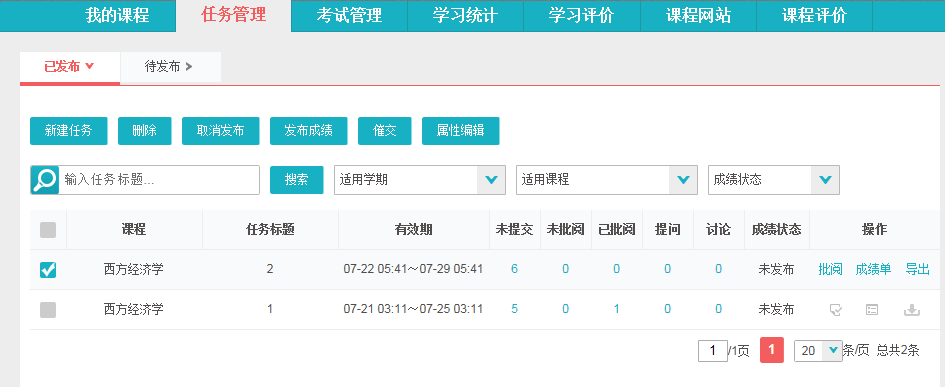 我的课程 任务管理 考试管理 学习统计 学习评价 课程网站 课程评价
已发布 待发布
新建任务 删除 取消发布 发布成绩 催交 属性编辑
输入任务标题... 搜索 适用学期 适用课程 成绩状态
课程 任务标题 有效期 未提交 未批阅 已批阅 提问 讨论 成绩状态 操作
西方经济学 2 07-22 05:41～07-29 05:41 6 0 0 0 0 未发布 批阅 成绩单 导出
西方经济学 1 07-21 03:11～07-25 03:11 5 0 1 0 0 未发布
1 /1页 1 20 条/页 总共2条